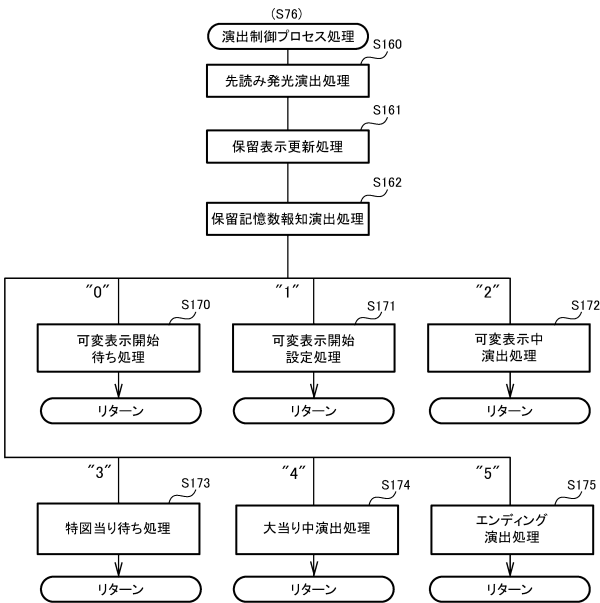 (S76)
演出制御プロセス処理
S160
先読み発光演出処理
S161
保留表示更新処理
S162
保留記憶数報知演出処理
"0"
"1"
"2"
S170
可変表示開始
待ち処理
リターン
S171
可変表示開始
設定処理
リターン
S172
可変表示中
演出処理
リターン
"3"
"4"
"5"
S173
特図当り待ち処理
リターン
S174
大当り中演出処理
リターン
S175
エンディング
演出処理
リターン